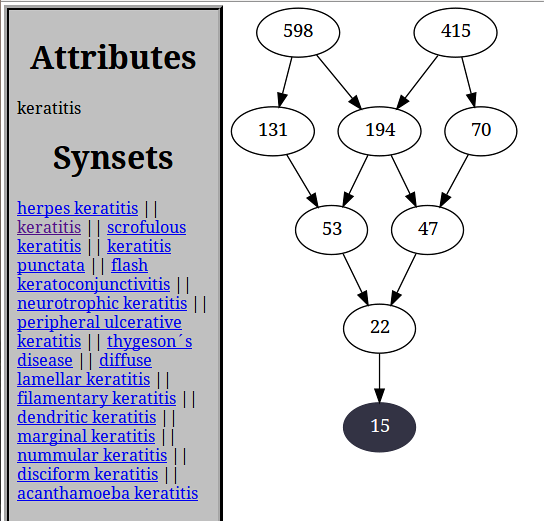 Attributes
keratitis
Synsets
herpes keratitis ||
keratitis || scrofulous
keratitis || keratitis
punctata || flash
keratoconjunctivitis ||
neurotrophic keratitis ||
peripheral ulcerative
keratitis || thygeson´s
disease || diffuse
lamellar keratitis ||
filamentary keratitis ||
dendritic keratitis ||
marginal keratitis ||
nummular keratitis ||
disciform keratitis ||
acanthamoeba keratitis
598 415
131 194 70
53 47
22
15